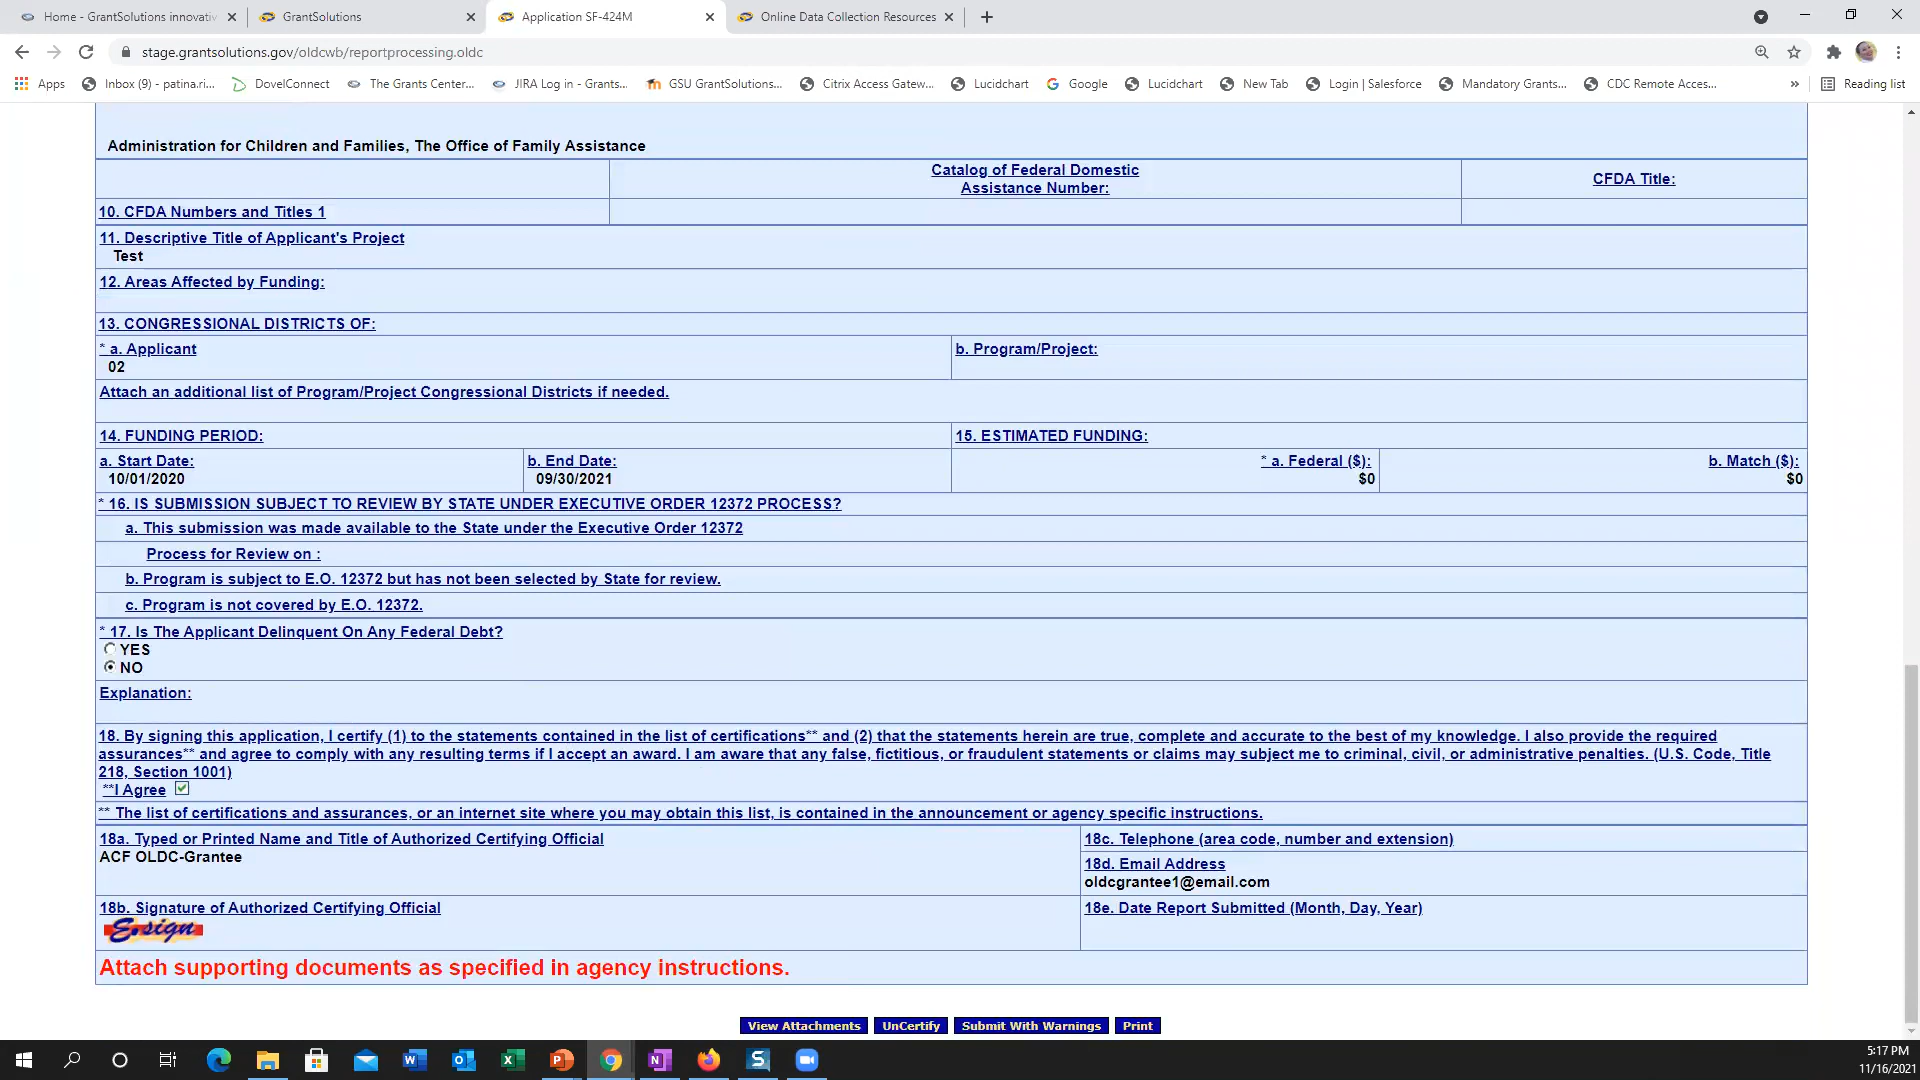 Home - GrantSolutions innovativ
GrantSolutions
Application SF-424M
Online Data Collection Resources
stage.grantsolutions.gov/oldcwb/reportprocessing.oldc
Apps
Inbox (9) - patina.ri...
DovelConnect
The Grants Center...
JIRA Log in - Grants...
GSU GrantSolutions...
Citrix Access Gatew...
Lucidchart
Google
Lucidchart
New Tab
Login | Salesforce
Mandatory Grants...
CDC Remote Acces...
»
Reading list
Administration for Children and Families, The Office of Family Assistance
Catalog of Federal Domestic
Assistance Number:
CFDA Title:
10. CFDA Numbers and Titles 1
11. Descriptive Title of Applicant's Project
Test
12. Areas Affected by Funding:
13. CONGRESSIONAL DISTRICTS OF:
* a. Applicant
02
b. Program/Project:
Attach an additional list of Program/Project Congressional Districts if needed.
14. FUNDING PERIOD:
15. ESTIMATED FUNDING:
a. Start Date:
10/01/2020
b. End Date:
09/30/2021
* a. Federal ($):
$0
b. Match ($):
$0
* 16. IS SUBMISSION SUBJECT TO REVIEW BY STATE UNDER EXECUTIVE ORDER 12372 PROCESS?
a. This submission was made available to the State under the Executive Order 12372
Process for Review on :
b. Program is subject to E.O. 12372 but has not been selected by State for review.
c. Program is not covered by E.O. 12372.
* 17. Is The Applicant Delinquent On Any Federal Debt?
YES
NO
Explanation:
18. By signing this application, I certify (1) to the statements contained in the list of certifications** and (2) that the statements herein are true, complete and accurate to the best of my knowledge. I also provide the required
assurances** and agree to comply with any resulting terms if I accept an award. I am aware that any false, fictitious, or fraudulent statements or claims may subject me to criminal, civil, or administrative penalties. (U.S. Code, Title
218, Section 1001)
**I Agree
** The list of certifications and assurances, or an internet site where you may obtain this list, is contained in the announcement or agency specific instructions.
18a. Typed or Printed Name and Title of Authorized Certifying Official
ACF OLDC-Grantee
18c. Telephone (area code, number and extension)
18d. Email Address
oldcgrantee1@email.com
18b. Signature of Authorized Certifying Official
E•sign
18e. Date Report Submitted (Month, Day, Year)
Attach supporting documents as specified in agency instructions.
View Attachments
UnCertify
Submit With Warnings
Print
5:17 PM
11/16/2021